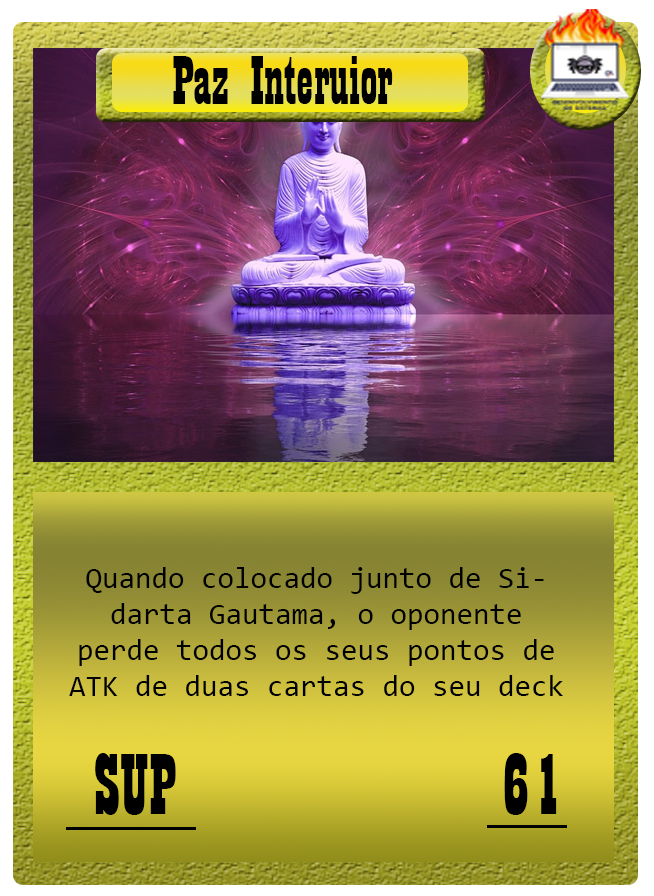 Paz Interuior
Quando colocado junto de Si-
darta Gautama, o oponente
perde todos os seus pontos de
ATK de duas cartas do seu deck
SUP
61